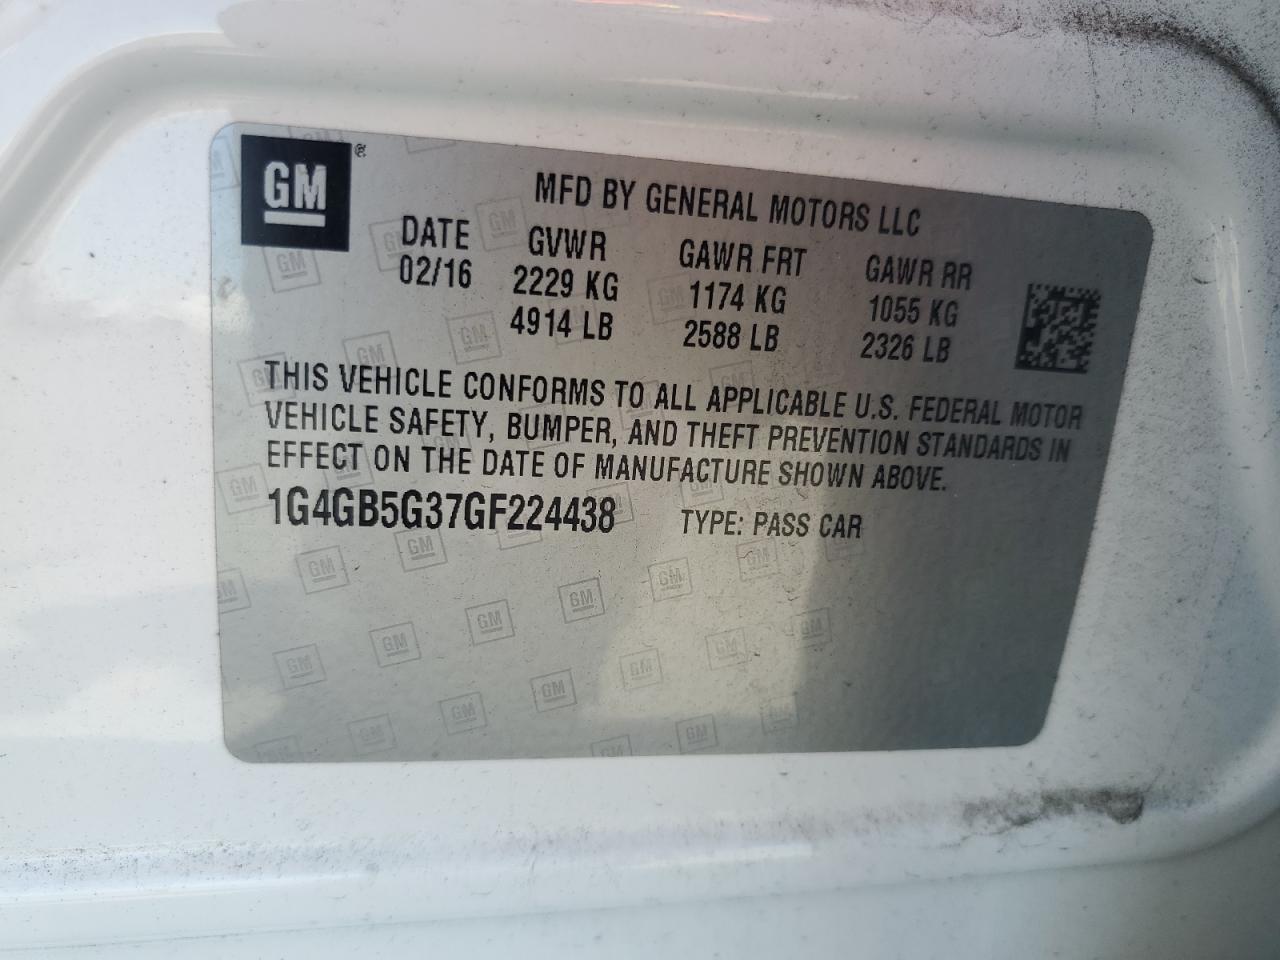 GM ®
MFD BY GENERAL MOTORS LLC
DATE GVWR GAWR FRT GAWR RR
02/16 2229 KG 1174 KG 1055 KG
4914 LB 2588 LB 2326 LB
THIS VEHICLE CONFORMS TO ALL APPLICABLE U.S. FEDERAL MOTOR
VEHICLE SAFETY, BUMPER, AND THEFT PREVENTION STANDARDS IN
EFFECT ON THE DATE OF MANUFACTURE SHOWN ABOVE.
1G4GB5G37GF224438 TYPE: PASS CAR